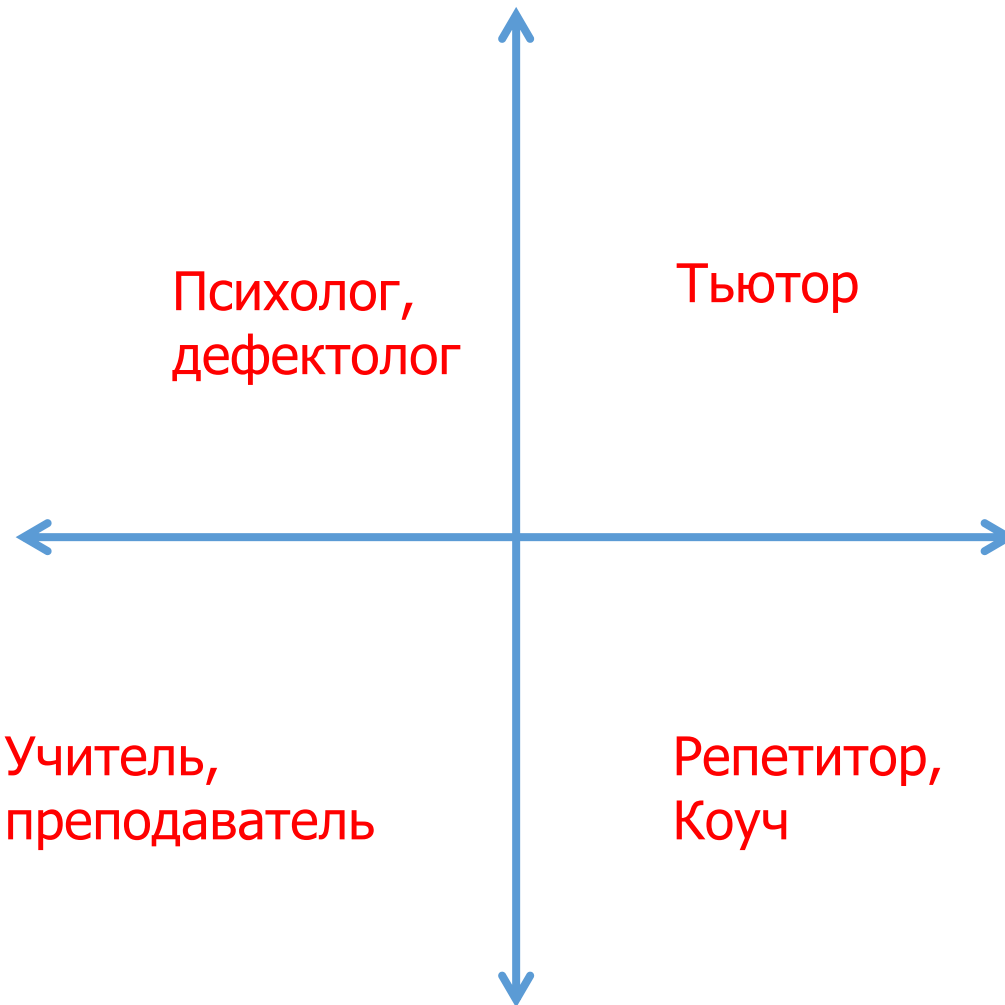 Психолог,
дефектолог
Тьютор
Учитель,
преподаватель
Репетитор,
Коуч